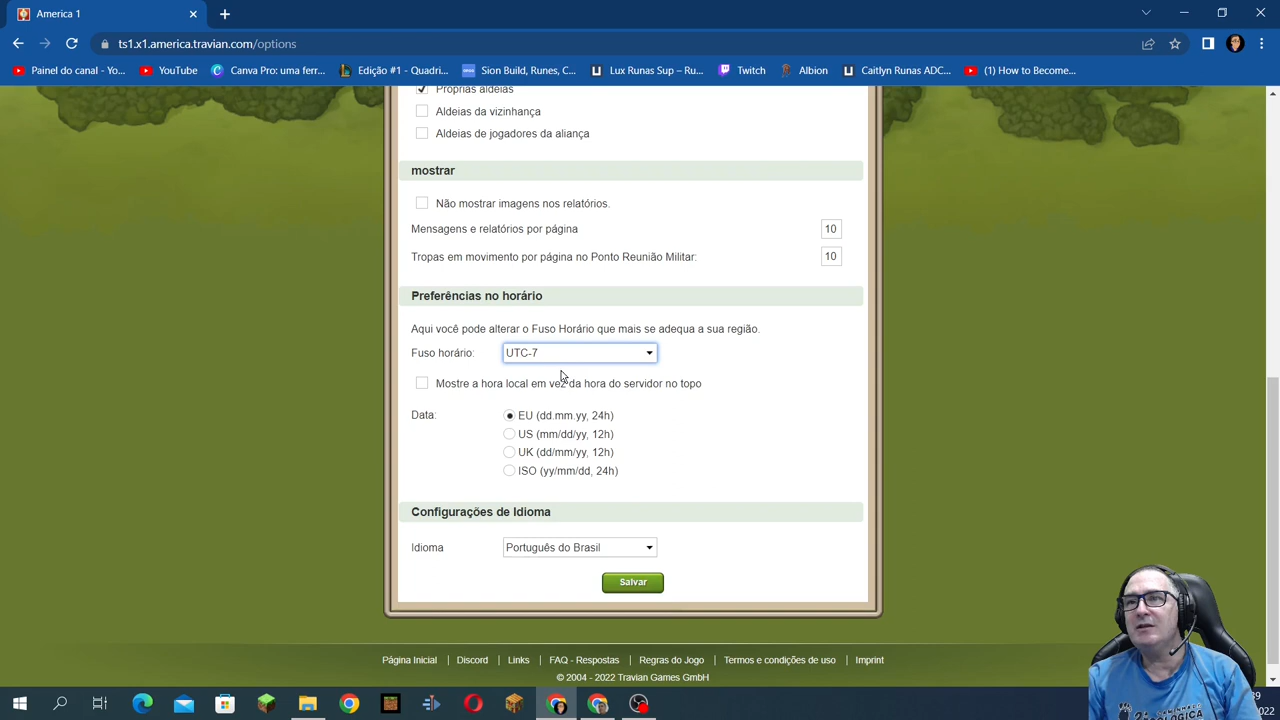 America 1
ts1.x1.america.travian.com/options
Painel do canal - Yo...
YouTube
Canva Pro: uma ferr...
Edição #1 - Quadri...
Sion Build, Runes, C...
Lux Runas Sup – Ru...
Twitch
Albion
Caitlyn Runas ADC...
(1) How to Become...
Próprias aldeias
Aldeias da vizinhança
Aldeias de jogadores da aliança
mostrar
Não mostrar imagens nos relatórios.
Mensagens e relatórios por página 10
Tropas em movimento por página no Ponto Reunião Militar: 10
Preferências no horário
Aqui você pode alterar o Fuso Horário que mais se adequa a sua região.
Fuso horário: UTC-7
Mostre a hora local em vez da hora do servidor no topo
Data: EU (dd.mm.yy, 24h)
US (mm/dd/yy, 12h)
UK (dd/mm/yy, 12h)
ISO (yy/mm/dd, 24h)
Configurações de Idioma
Idioma Português do Brasil
Salvar
Página Inicial | Discord | Links | FAQ - Respostas | Regras do Jogo | Termos e condições de uso | Imprint
© 2004 - 2022 Travian Games GmbH